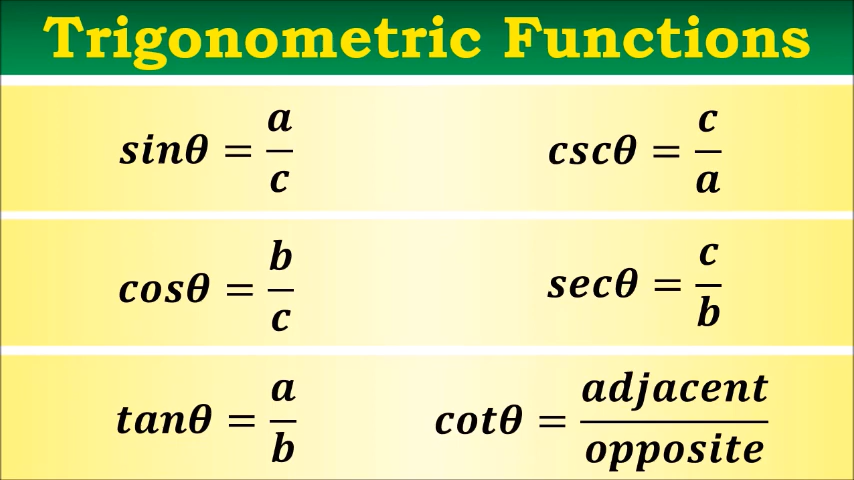 Trigonometric Functions
sinθ = a/c
cscθ = c/a
cosθ = b/c
secθ = c/b
tanθ = a/b
cotθ = adjacent/opposite